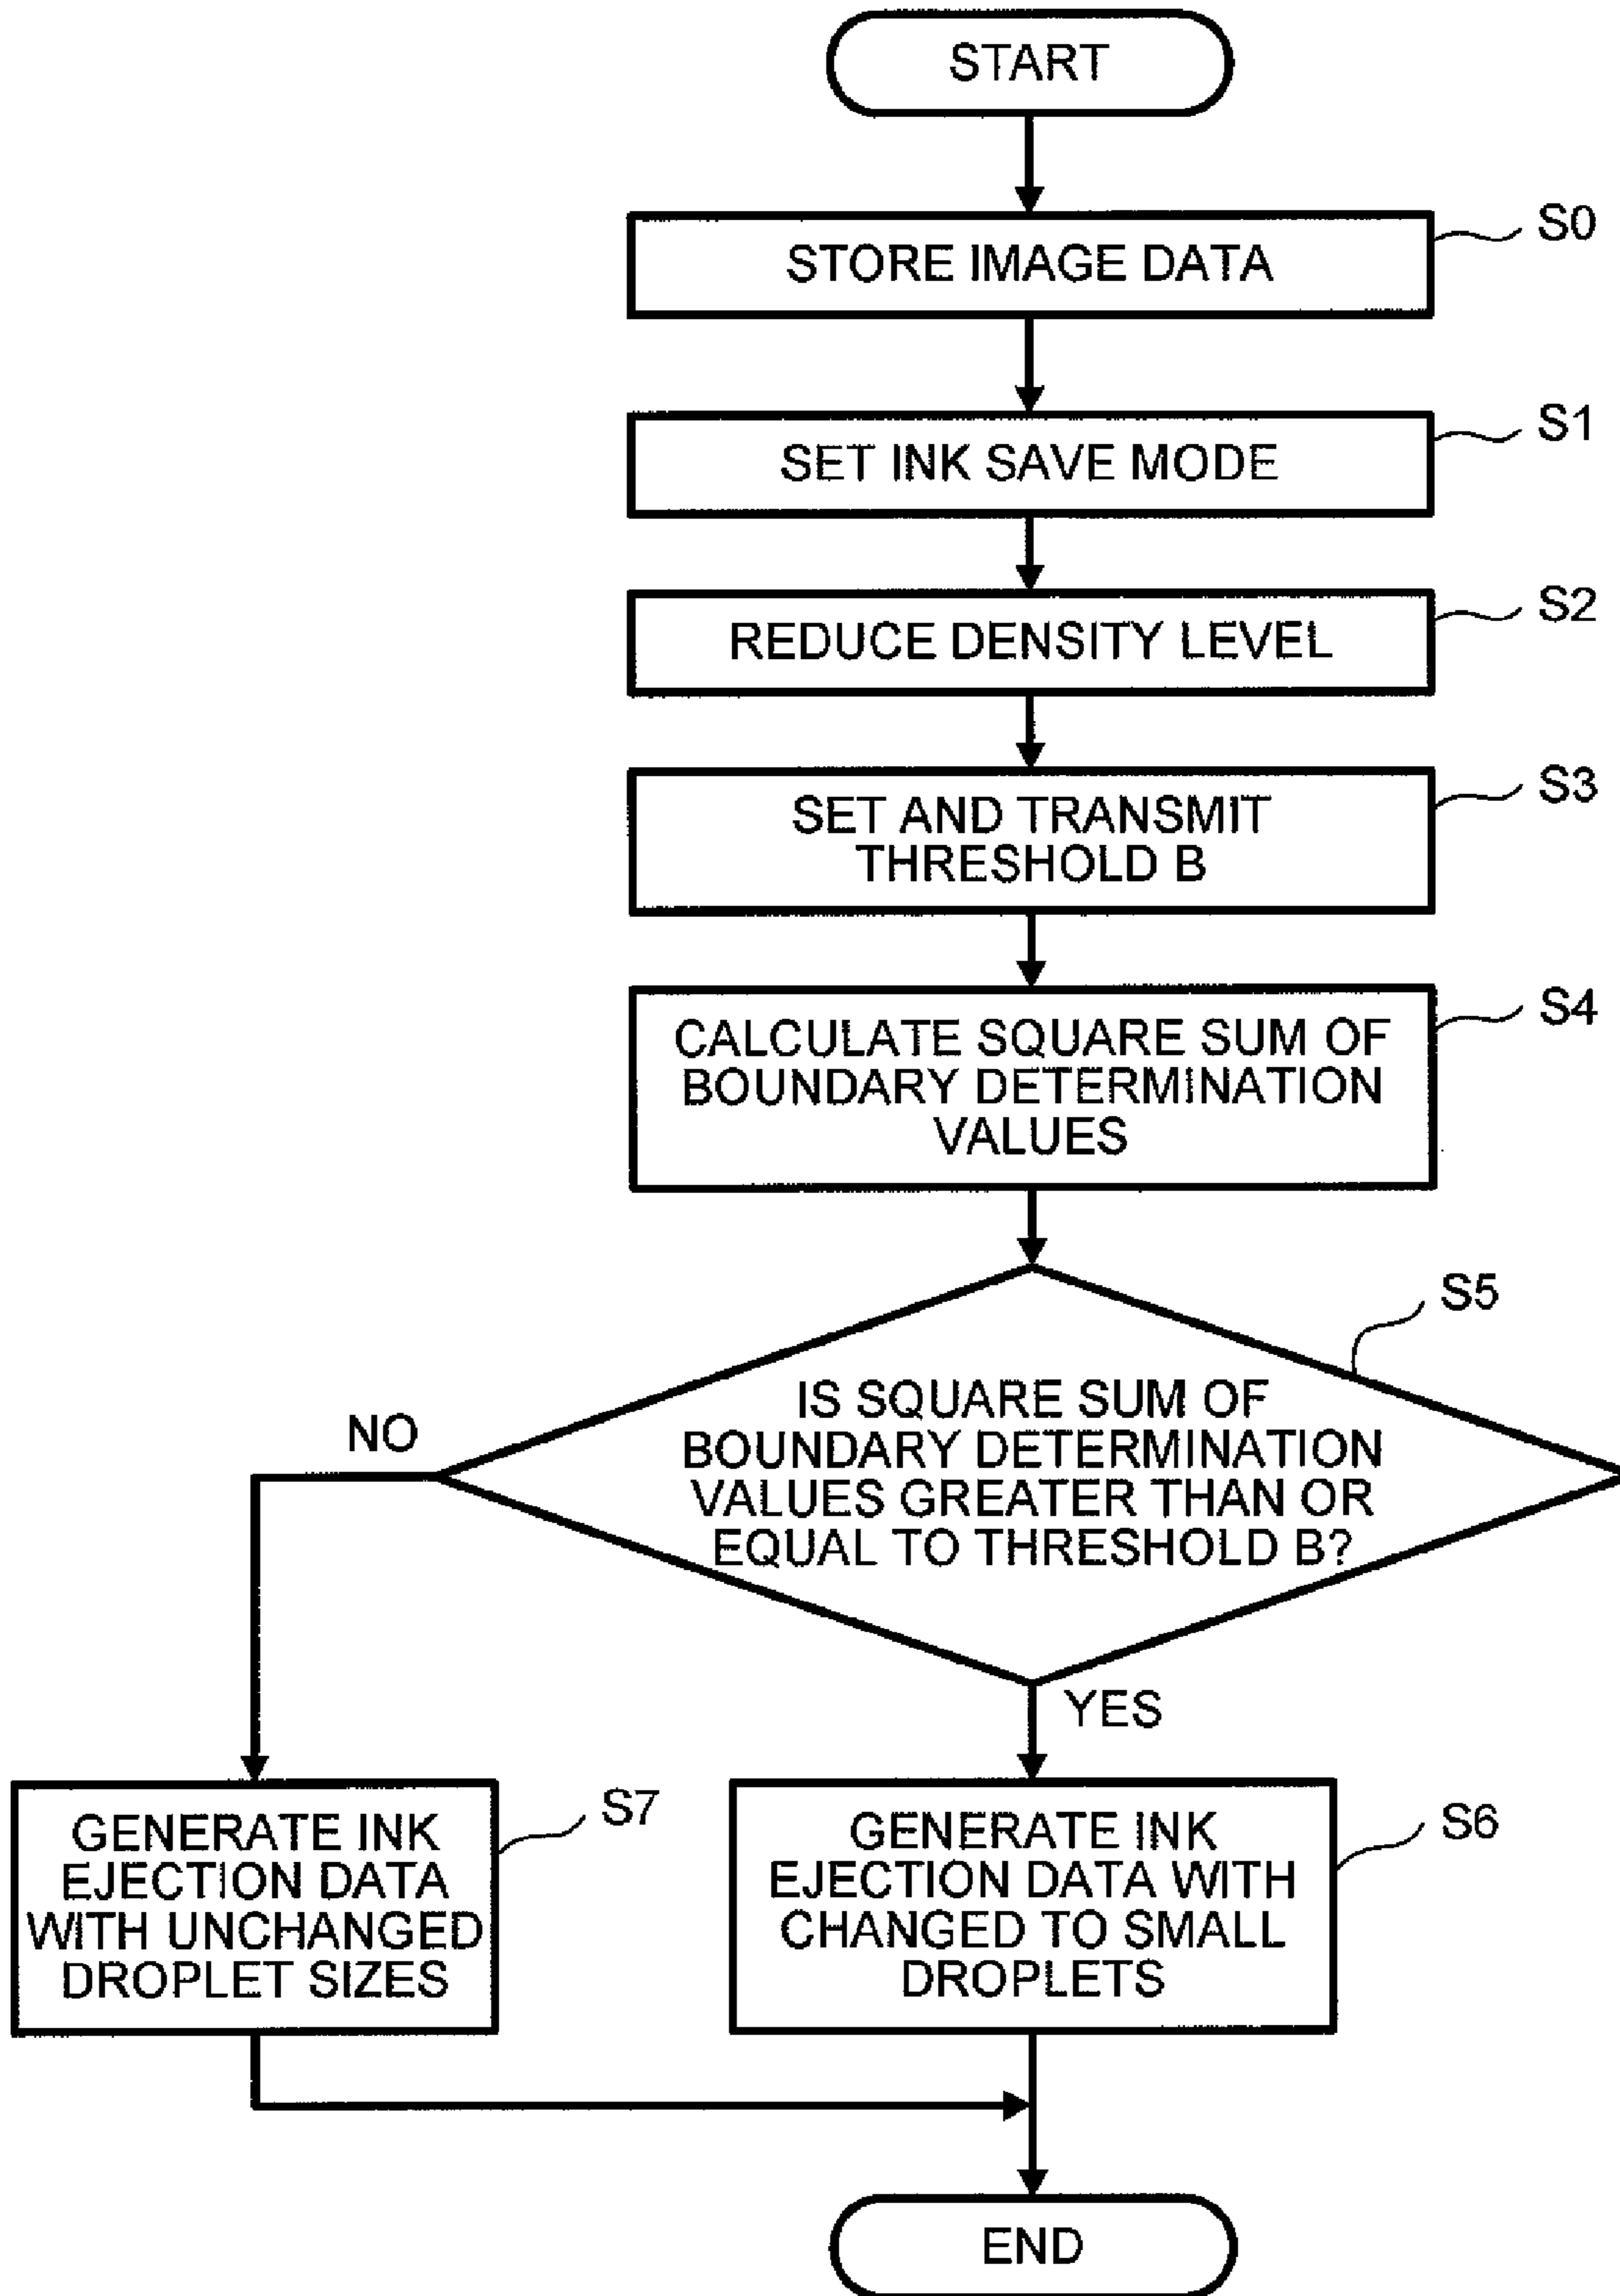 START
STORE IMAGE DATA
S0
SET INK SAVE MODE
S1
REDUCE DENSITY LEVEL
S2
SET AND TRANSMIT
THRESHOLD B
S3
CALCULATE SQUARE SUM OF
BOUNDARY DETERMINATION
VALUES
S4
IS SQUARE SUM OF
BOUNDARY DETERMINATION
VALUES GREATER THAN OR
EQUAL TO THRESHOLD B?
S5
NO
YES
GENERATE INK
EJECTION DATA
WITH UNCHANGED
DROPLET SIZES
S7
GENERATE INK
EJECTION DATA WITH
CHANGED TO SMALL
DROPLETS
S6
END